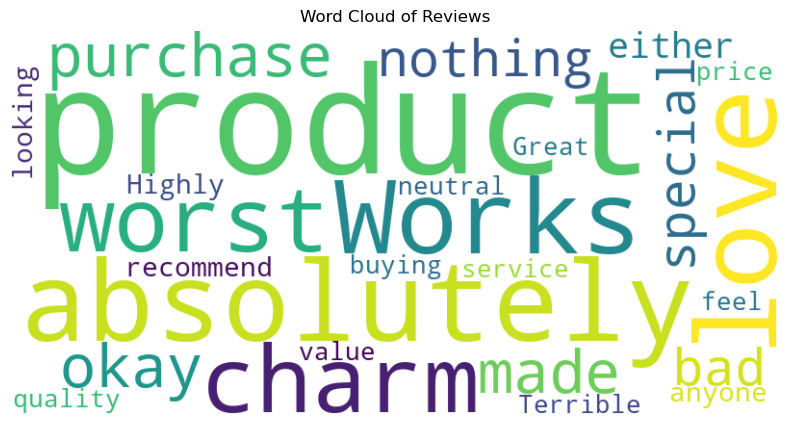 Word Cloud of Reviews
purchase
nothing
either
price
looking
product
special
love
Great
Highly
neutral
worst
Works
recommend
buying
service
absolutely
feel
okay
value
charm
made
bad
quality
Terrible
anyone